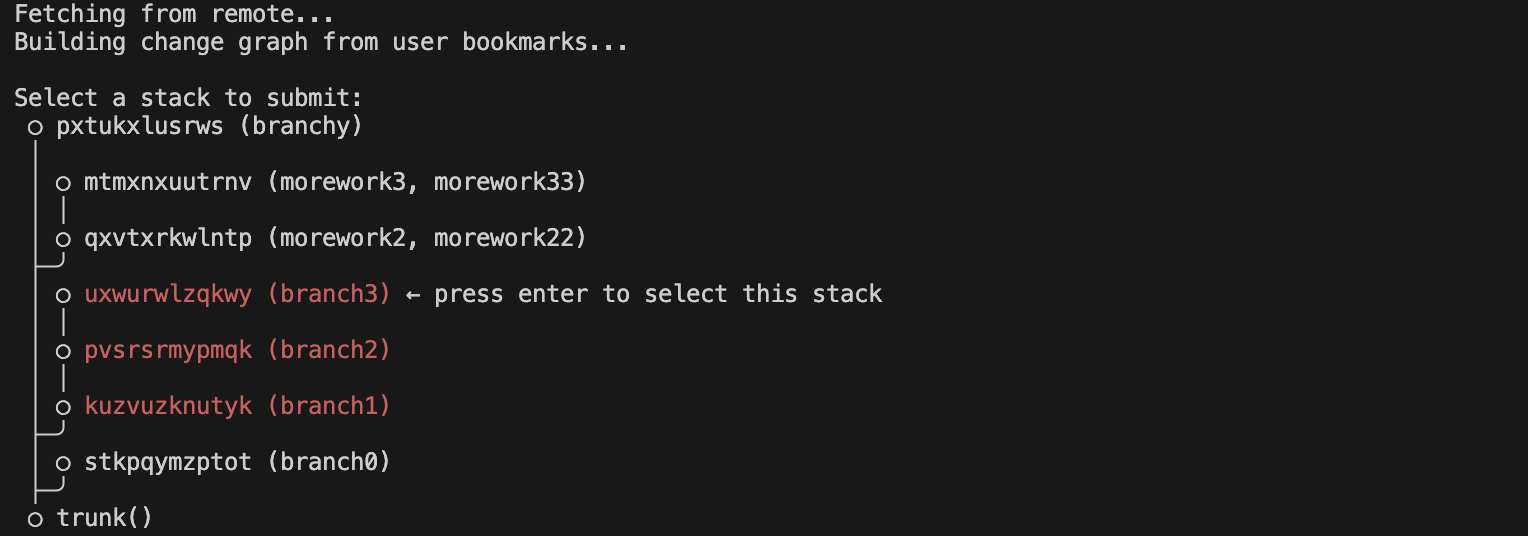 Fetching from remote...
Building change graph from user bookmarks...
Select a stack to submit:
pxtukxlusrws (branchy)
mtmxnxuutrnv (morework3, morework33)
qxvtxrkwlntp (morework2, morework22)
uxwurwlzqkwy (branch3) ← press enter to select this stack
pvsrsrmypmqk (branch2)
kuzvuzknutyk (branch1)
stkpqymzptot (branch0)
trunk()